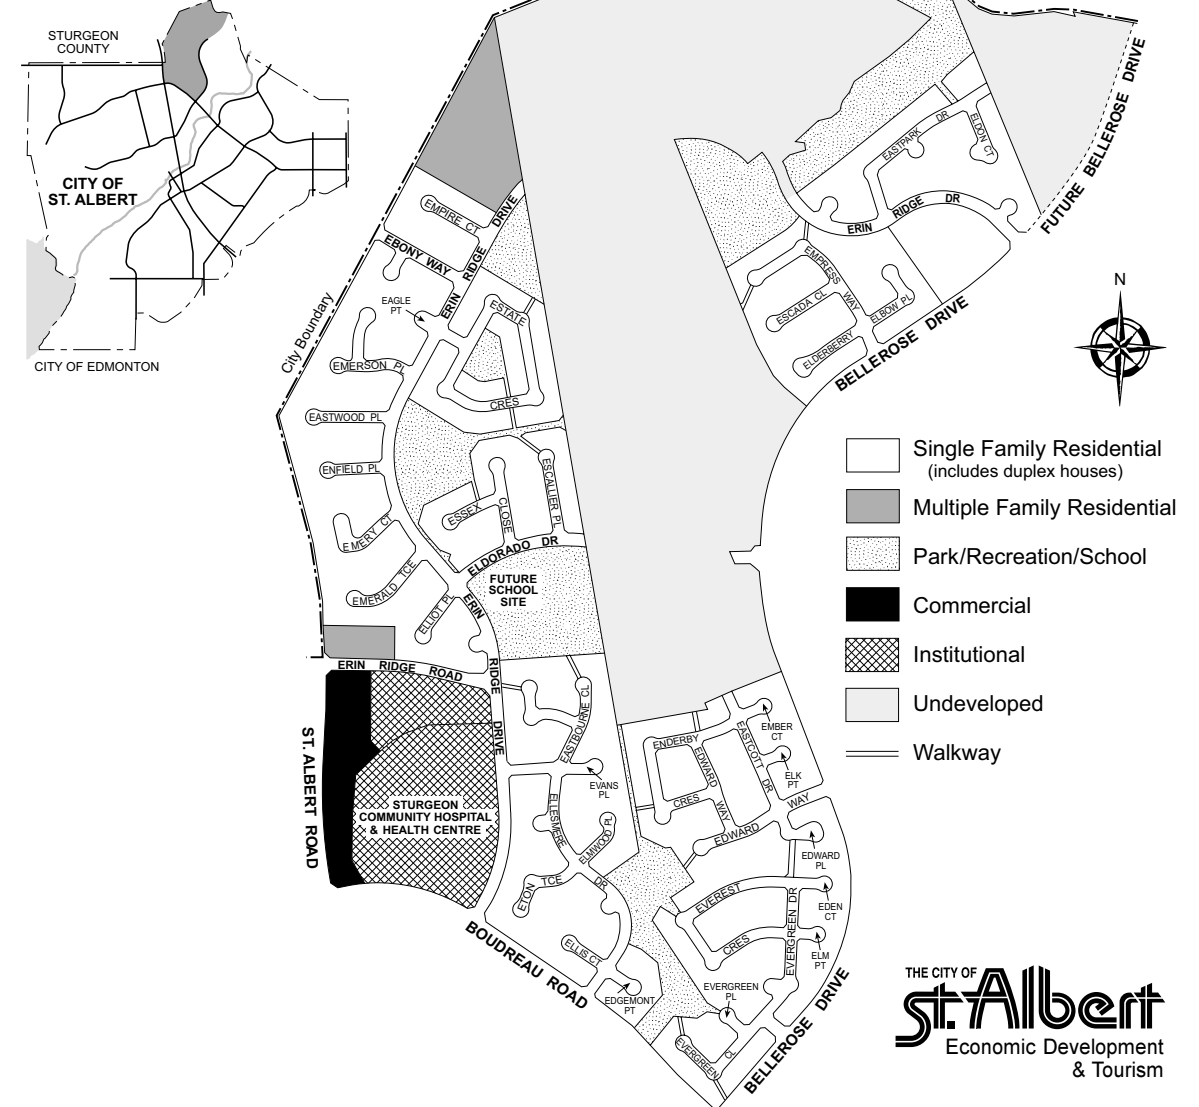 STURGEON
COUNTY
CITY OF
ST. ALBERT
CITY OF EDMONTON
City Boundary
EMPIRE CT
EBONY WAY
ERIN RIDGE DRIVE
EAGLE
PT
ESTATE
CRES
EMERSON PL
EASTWOOD PL
ENFIELD PL
EMERY CT
EMERALD TCE
ELLIOT PL
ESSEX
CLOSE
ESCALLIER PL
ELDORADO DR
FUTURE
SCHOOL
SITE
ERIN RIDGE DRIVE
ERIN RIDGE ROAD
ST. ALBERT ROAD
STURGEON
COMMUNITY HOSPITAL
& HEALTH CENTRE
EASTBOURNE CL
EVANS
PL
ELLESMERE
DR
ELMWOOD PL
ETON TCE
ELLIS CT
EDGEMONT
PT
BOUDREAU ROAD
ENDERBY
CRES
EDWARD
WAY
EASTCOTT DR
EMBER
CT
ELK
PT
EDWARD WAY
EDWARD
PL
EVEREST
CRES
EVERGREEN DR
EDEN
CT
ELM
PT
EVERGREEN
PL
EVERGREEN CL
BELLEROSE DRIVE
EASTPARK DR
ELDON CT
ERIN RIDGE DR
EMPRESS WAY
ESCADA CL
ELBOW PL
ELDERBERRY
BELLEROSE DRIVE
FUTURE BELLEROSE DRIVE
N
Single Family Residential
(includes duplex houses)
Multiple Family Residential
Park/Recreation/School
Commercial
Institutional
Undeveloped
Walkway
THE CITY OF
St. Albert
Economic Development
& Tourism